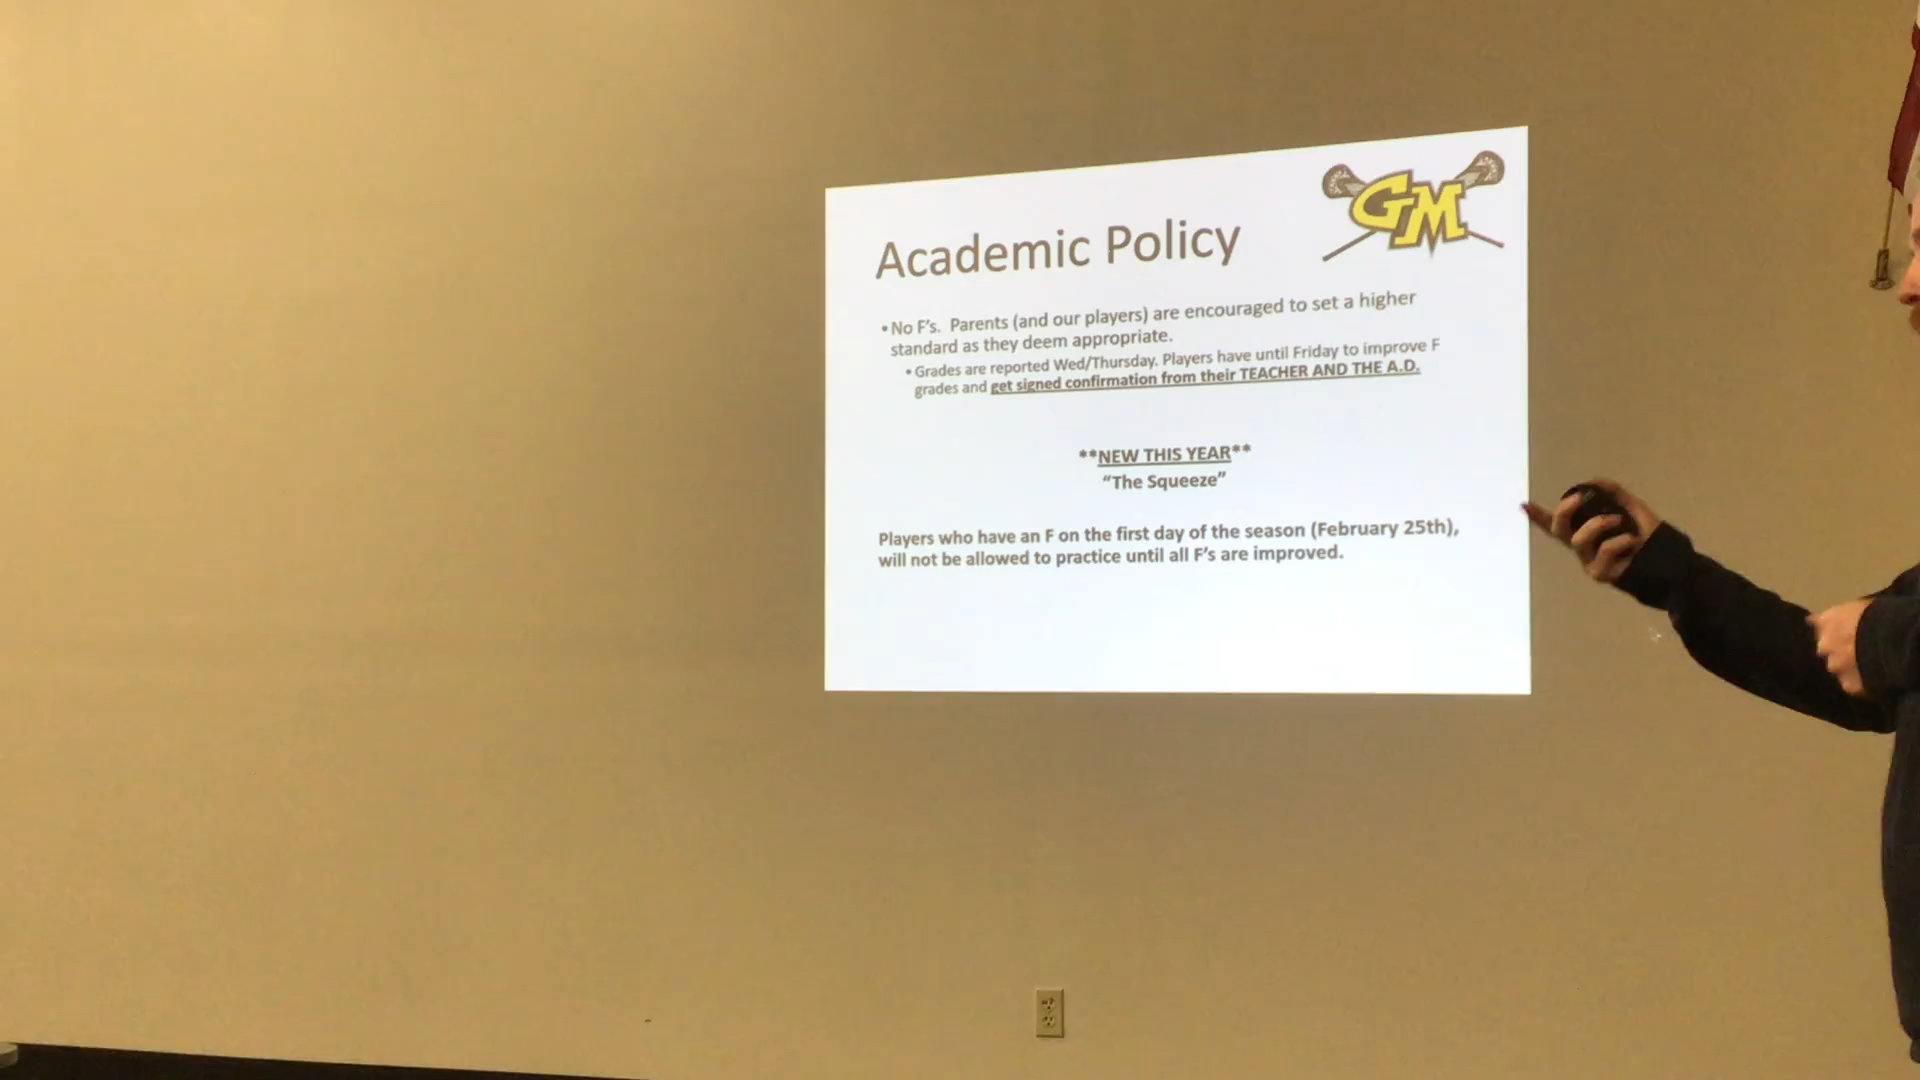 GM
Academic Policy
•No F's. Parents (and our players) are encouraged to set a higher
standard as they deem appropriate.
•Grades are reported Wed/Thursday. Players have until Friday to improve F
grades and get signed confirmation from their TEACHER AND THE A.D.
**NEW THIS YEAR**
“The Squeeze”
Players who have an F on the first day of the season (February 25th),
will not be allowed to practice until all F's are improved.